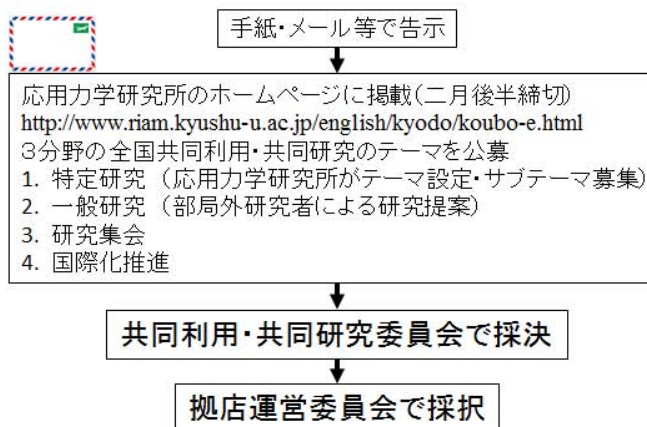 手紙・メール等で告示
応用力学研究所のホームページに掲載(二月後半締切)
http://www.riam.kyushu-u.ac.jp/english/kyodo/koubo-e.html
3分野の全国共同利用・共同研究のテーマを公募
1. 特定研究 (応用力学研究所がテーマ設定・サブテーマ募集)
2. 一般研究 (部局外研究者による研究提案)
3. 研究集会
4. 国際化推進
共同利用・共同研究委員会で採決
拠店運営委員会で採択